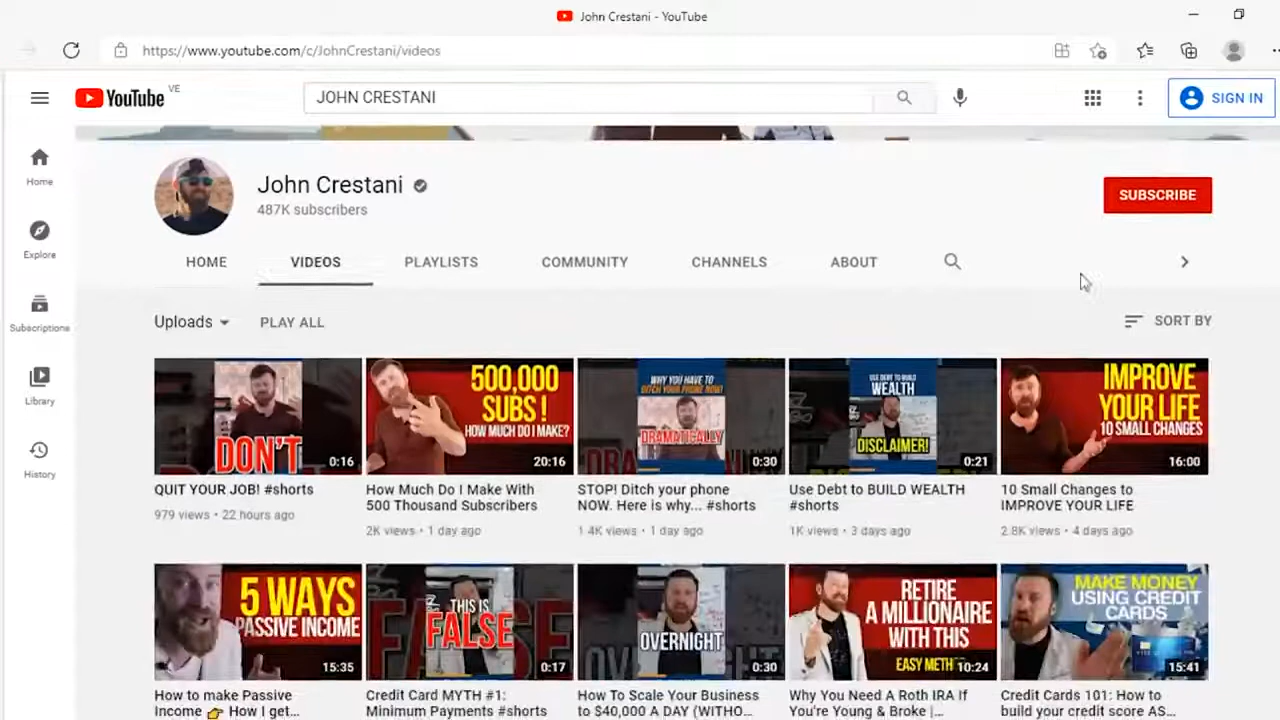 John Crestani - YouTube
https://www.youtube.com/c/JohnCrestani/videos
YouTube VE
JOHN CRESTANI
SIGN IN
Home
Explore
Subscriptions
Library
History
John Crestani
487K subscribers
SUBSCRIBE
HOME VIDEOS PLAYLISTS COMMUNITY CHANNELS ABOUT
Uploads PLAY ALL SORT BY
DON'T
0:16
QUIT YOUR JOB! #shorts
979 views • 22 hours ago
500,000
SUBS!
HOW MUCH DO I MAKE?
20:16
How Much Do I Make With
500 Thousand Subscribers
2K views • 1 day ago
WHY YOU HAVE TO
DITCH YOUR PHONE NOW!
DRAMATICALLY
0:30
STOP! Ditch your phone
NOW. Here is why... #shorts
1.4K views • 1 day ago
USE DEBT TO BUILD
WEALTH
DISCLAIMER!
0:21
Use Debt to BUILD WEALTH
#shorts
1K views • 3 days ago
IMPROVE
YOUR LIFE
10 SMALL CHANGES
16:00
10 Small Changes to
IMPROVE YOUR LIFE
2.8K views • 4 days ago
5 WAYS
PASSIVE INCOME
15:35
How to make Passive
Income 👉 How I get...
THIS IS
FALSE
0:17
Credit Card MYTH #1:
Minimum Payments #shorts
OVERNIGHT
0:30
How To Scale Your Business
to $40,000 A DAY (WITHO...
RETIRE
A MILLIONAIRE
WITH THIS
EASY METH
10:24
Why You Need A Roth IRA If
You're Young & Broke |...
MAKE MONEY
USING CREDIT
CARDS
15:41
Credit Cards 101: How to
build your credit score AS...